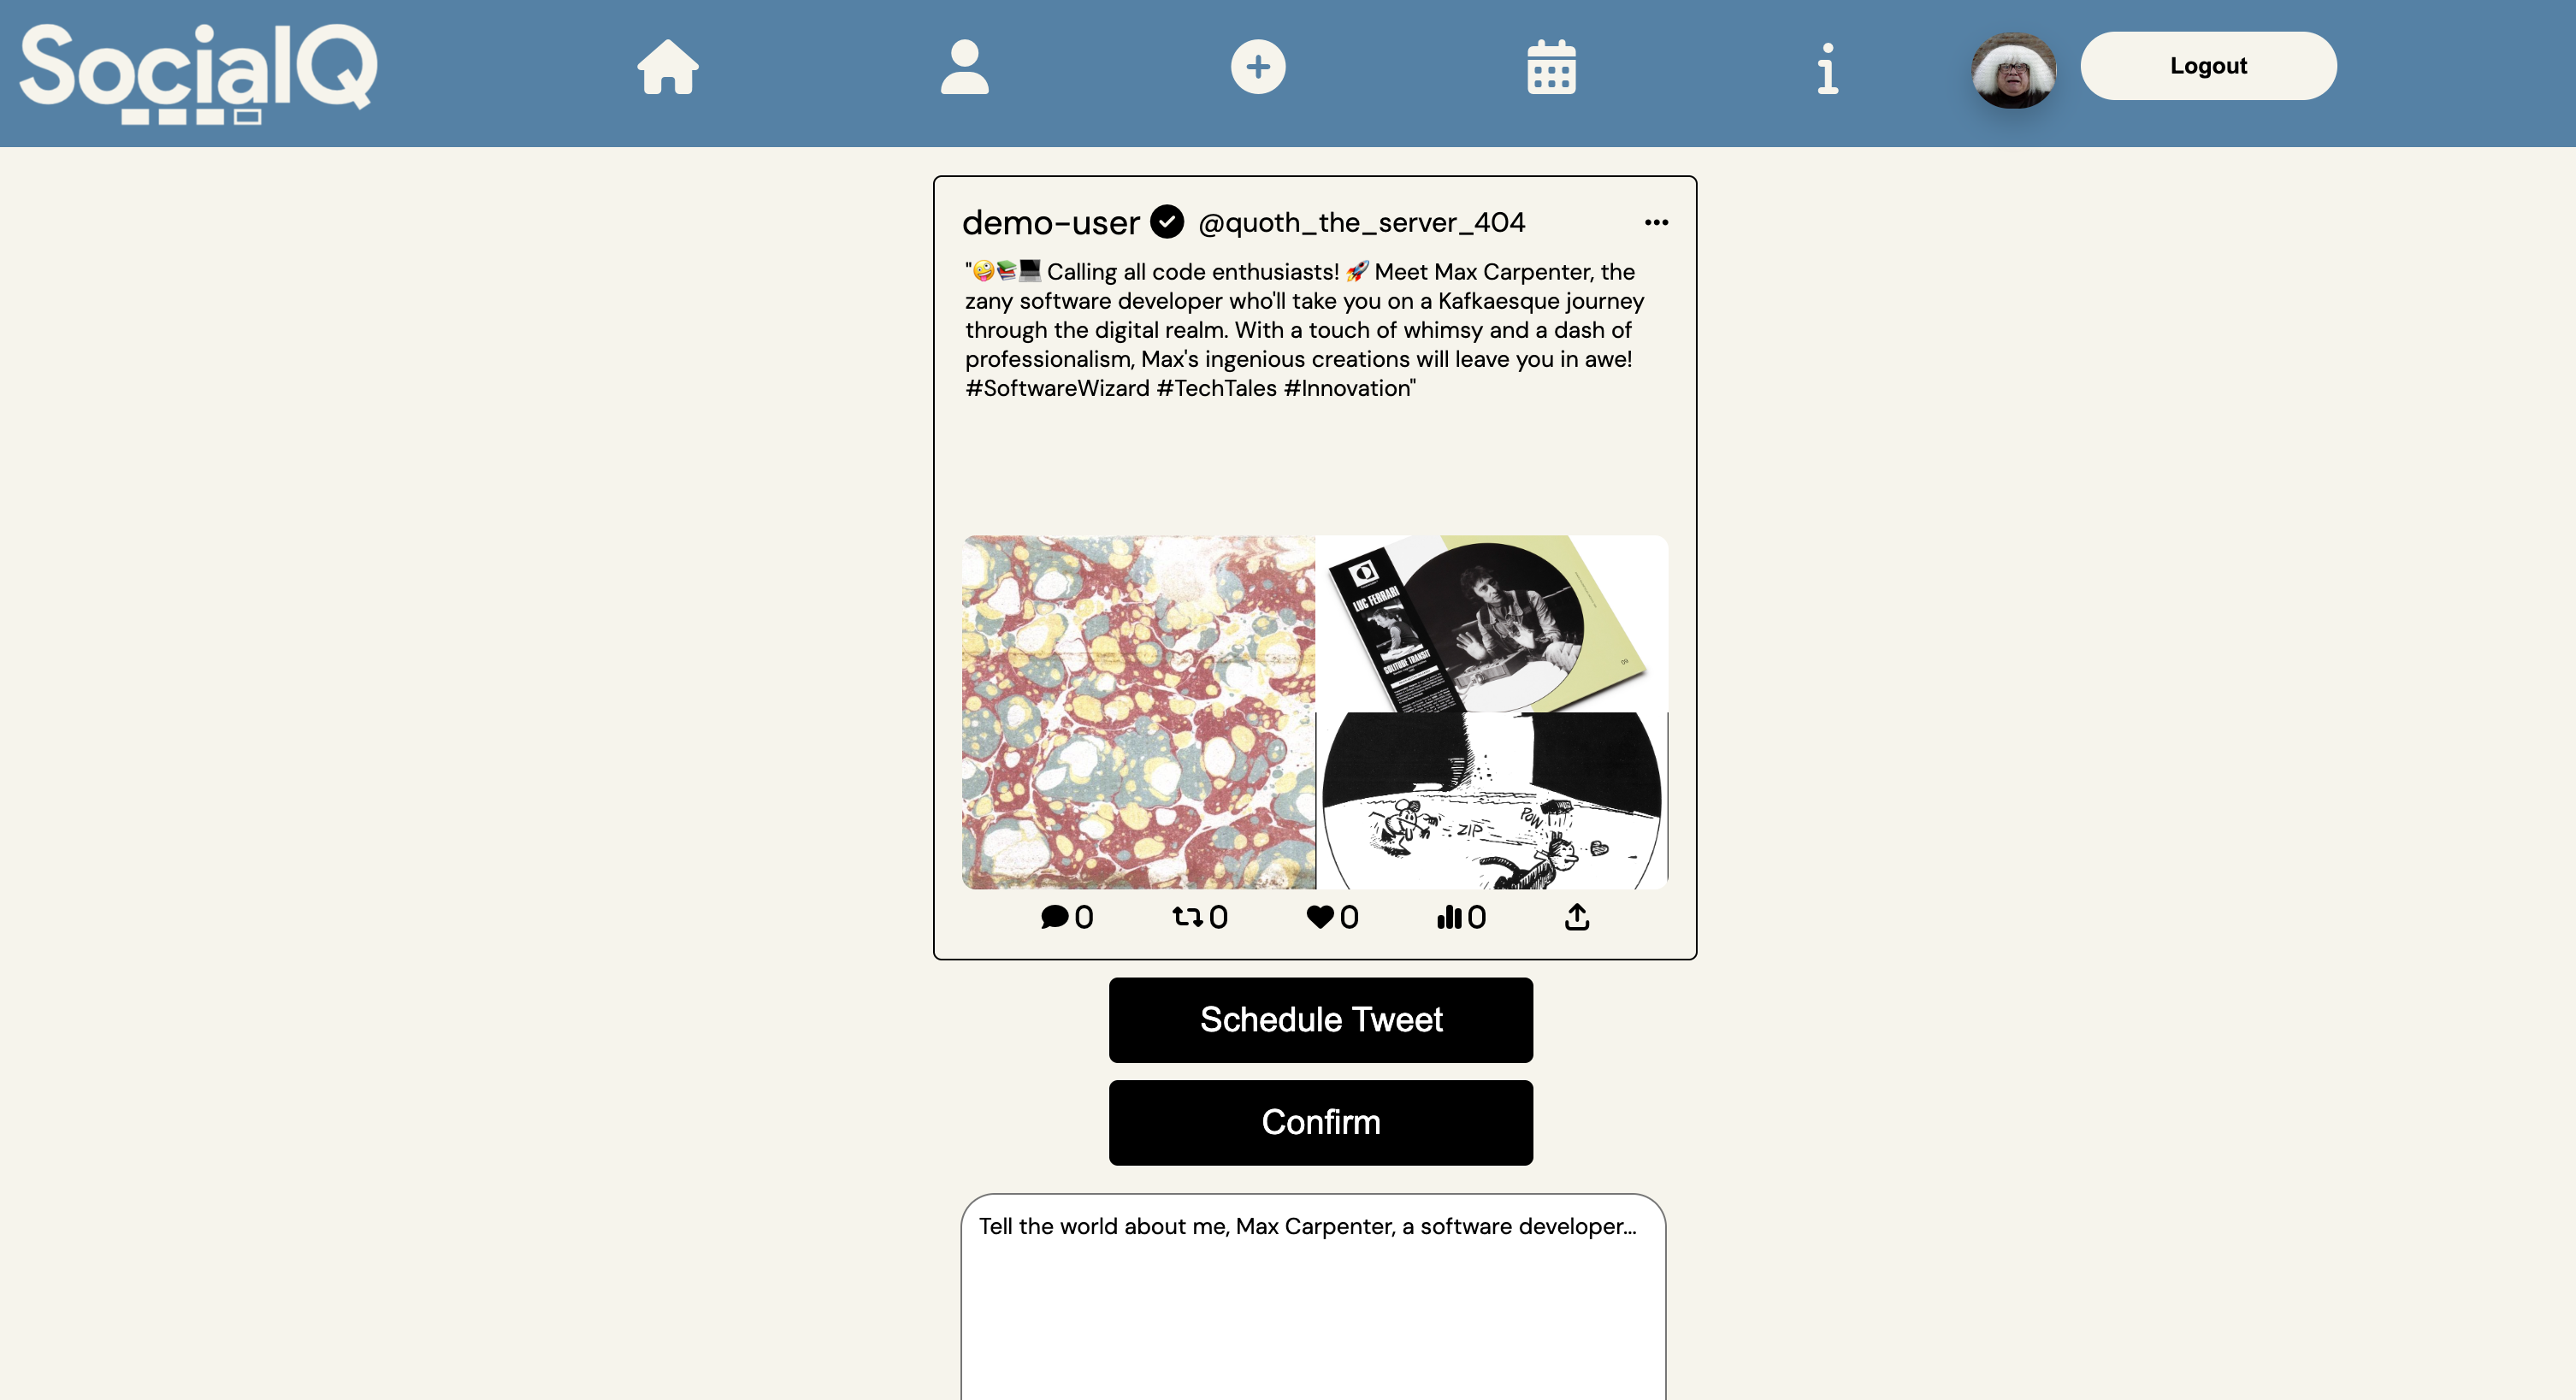 SocialQ
Logout
demo-user @quoth_the_server_404
"🤪📚💻 Calling all code enthusiasts! 🚀 Meet Max Carpenter, the
zany software developer who'll take you on a Kafkaesque journey
through the digital realm. With a touch of whimsy and a dash of
professionalism, Max's ingenious creations will leave you in awe!
#SoftwareWizard #TechTales #Innovation"
LUC FERRARI
SOLITUDE TRANSIT
09
ZIP
POW
0 0 0 0
Schedule Tweet
Confirm
Tell the world about me, Max Carpenter, a software developer...